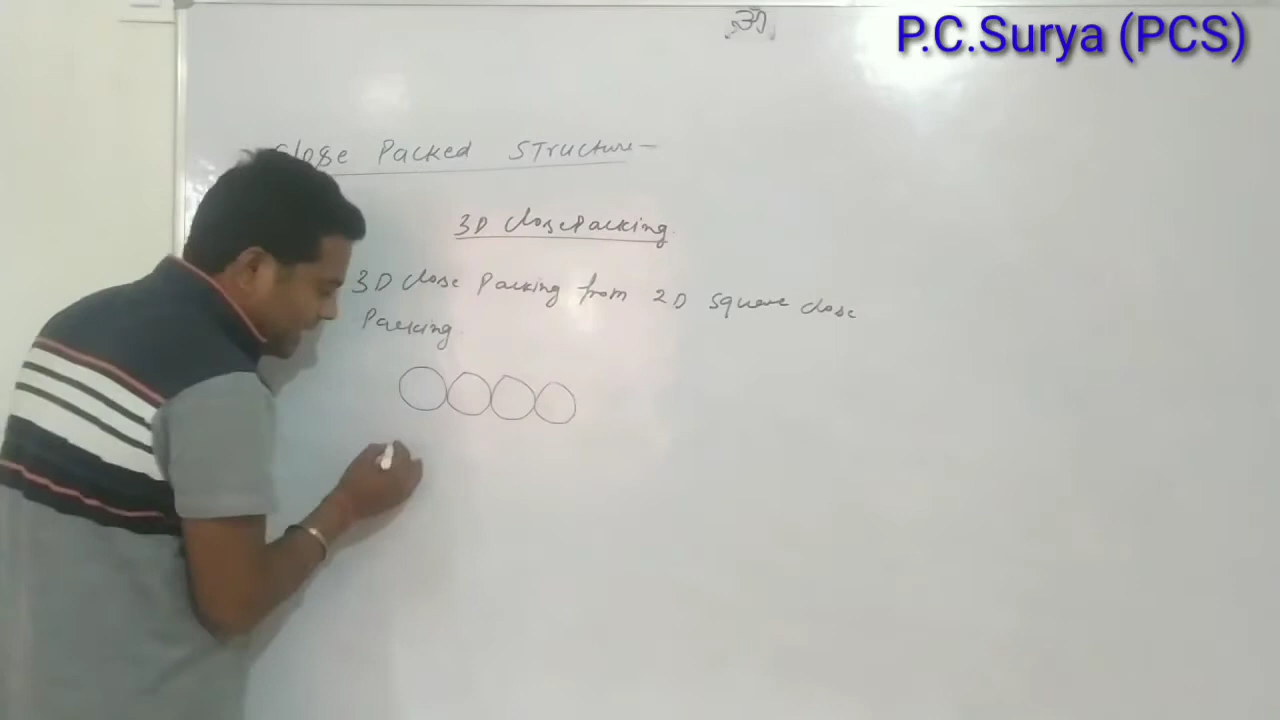 P.C.Surya (PCS)
Close Packed Structure-
3D Close Packing
3D Close Packing from 2D square close
Packing